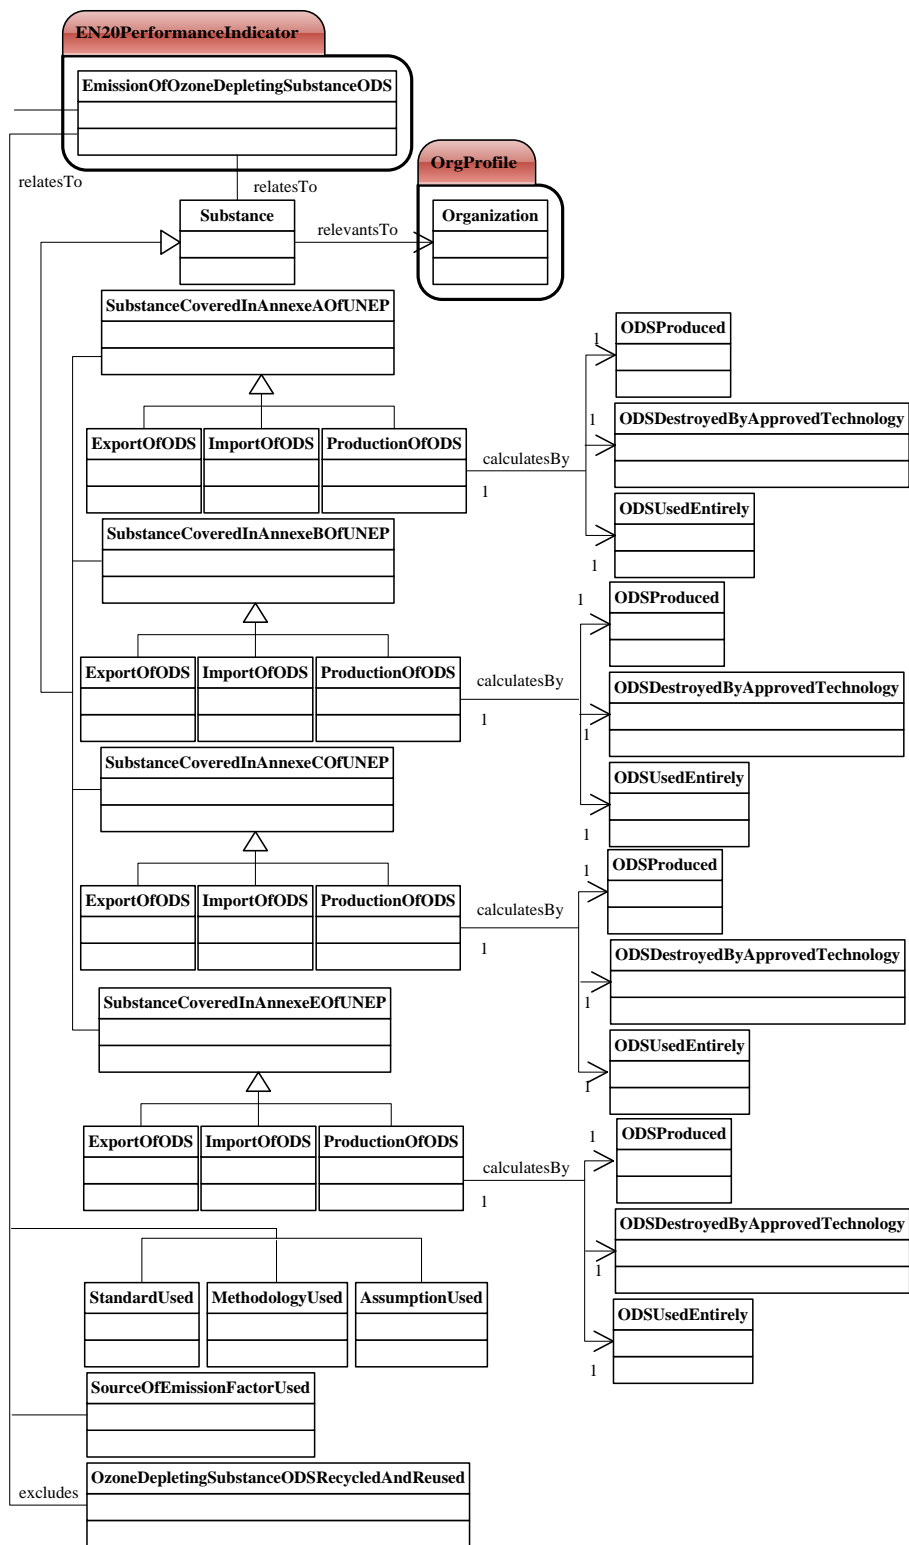 EN20PerformanceIndicator
EmissionOfOzoneDepletingSubstanceODS
relatesTo
relatesTo
OrgProfile
Substance
relevantsTo
Organization
SubstanceCoveredInAnnexeAOfUNEP
ExportOfODS
ImportOfODS
ProductionOfODS
calculatesBy
1
1
ODSProduced
1
ODSDestroyedByApprovedTechnology
ODSUsedEntirely
1
SubstanceCoveredInAnnexeBOfUNEP
ExportOfODS
ImportOfODS
ProductionOfODS
calculatesBy
1
1
ODSProduced
ODSDestroyedByApprovedTechnology
1
ODSUsedEntirely
1
SubstanceCoveredInAnnexeCOfUNEP
ExportOfODS
ImportOfODS
ProductionOfODS
calculatesBy
1
1
ODSProduced
ODSDestroyedByApprovedTechnology
1
ODSUsedEntirely
1
SubstanceCoveredInAnnexeEOfUNEP
ExportOfODS
ImportOfODS
ProductionOfODS
calculatesBy
1
1
ODSProduced
ODSDestroyedByApprovedTechnology
1
ODSUsedEntirely
1
StandardUsed
MethodologyUsed
AssumptionUsed
SourceOfEmissionFactorUsed
OzoneDepletingSubstanceODSRecycledAndReused
excludes